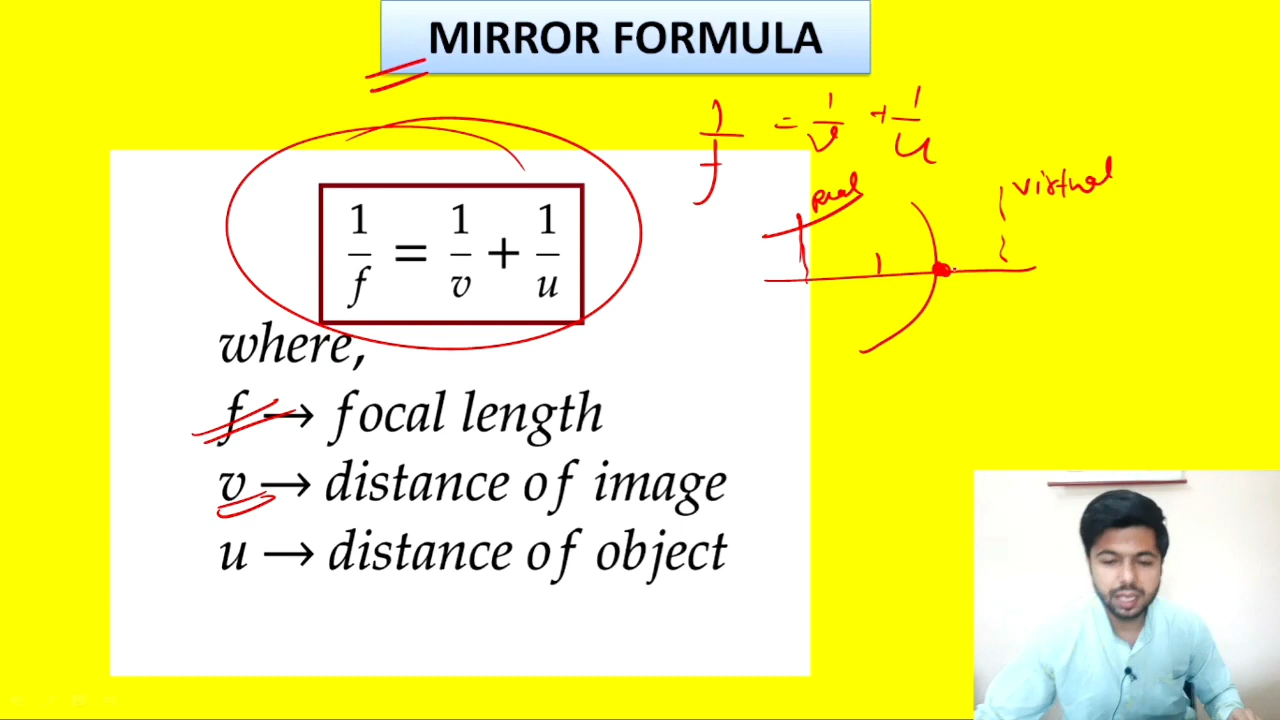 MIRROR FORMULA
1/f = 1/v + 1/u
1/f = 1/v + 1/u
Real
virtual
where,
f → focal length
v → distance of image
u → distance of object